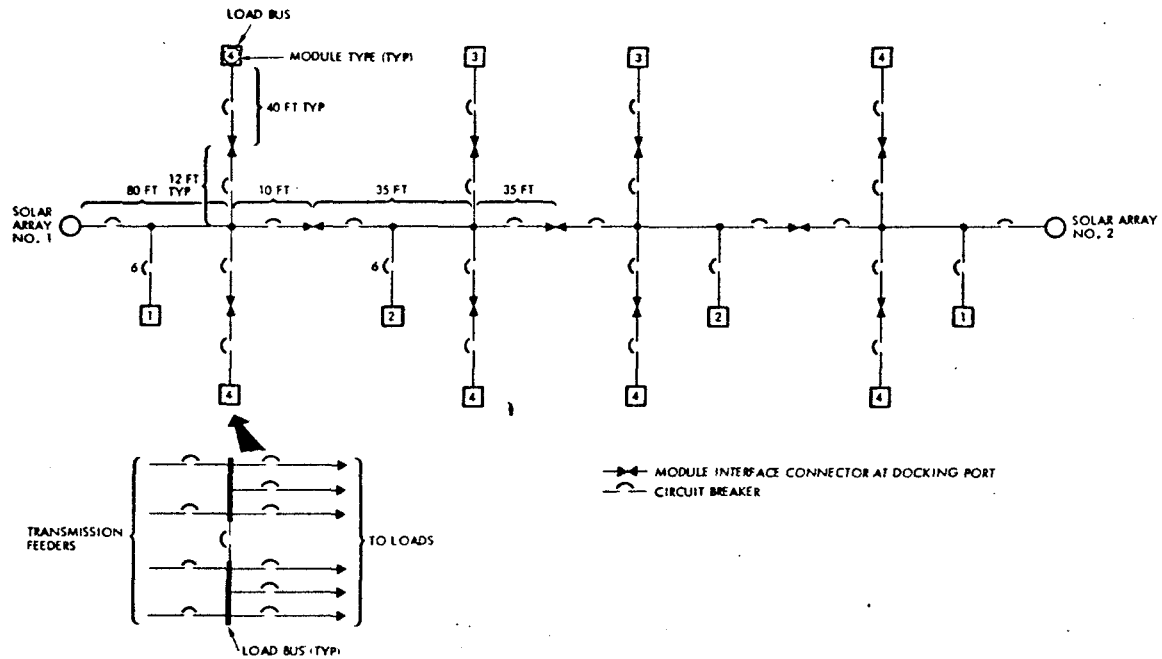 LOAD BUS
4
MODULE TYPE (TYP)
3
3
4
40 FT TYP
12 FT
TYP
80 FT
10 FT
35 FT
35 FT
SOLAR
ARRAY
NO. 1
SOLAR ARRAY
NO. 2
6
6
1
2
2
1
4
4
4
4
MODULE INTERFACE CONNECTOR AT DOCKING PORT
CIRCUIT BREAKER
TRANSMISSION
FEEDERS
TO LOADS
LOAD BUS (TYP)